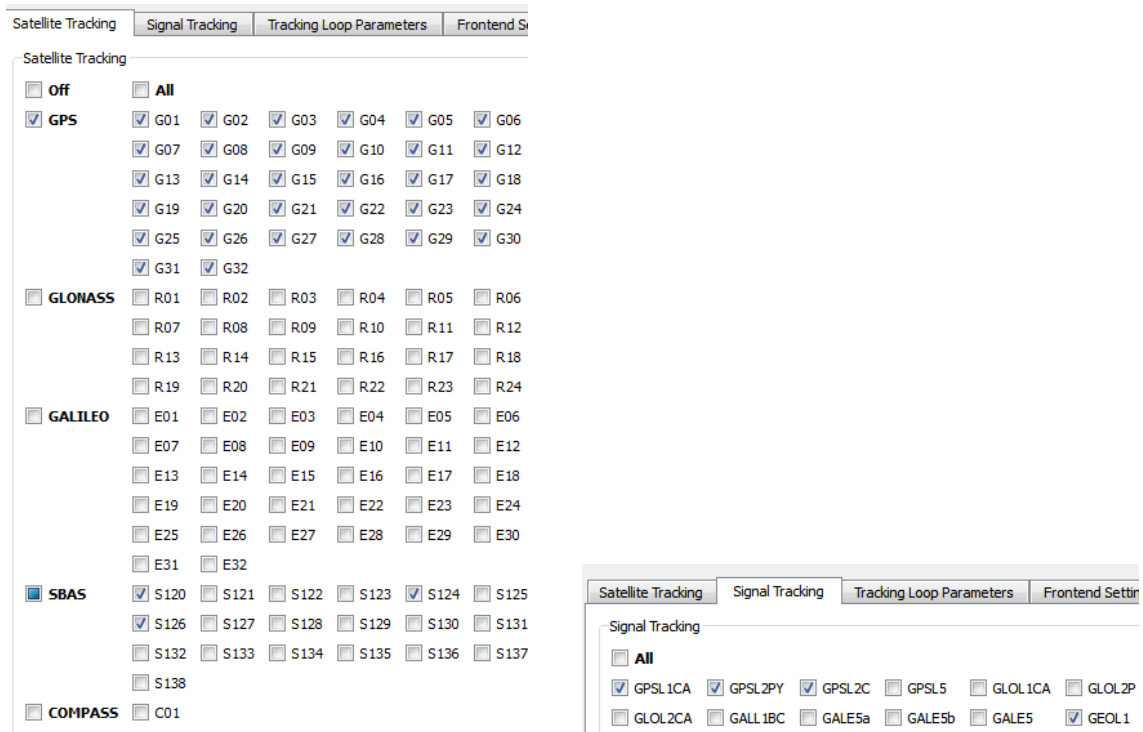 Satellite Tracking Signal Tracking Tracking Loop Parameters Frontend Se
Satellite Tracking
Off All
GPS G01 G02 G03 G04 G05 G06
G07 G08 G09 G10 G11 G12
G13 G14 G15 G16 G17 G18
G19 G20 G21 G22 G23 G24
G25 G26 G27 G28 G29 G30
G31 G32
GLONASS R01 R02 R03 R04 R05 R06
R07 R08 R09 R10 R11 R12
R13 R14 R15 R16 R17 R18
R19 R20 R21 R22 R23 R24
GALILEO E01 E02 E03 E04 E05 E06
E07 E08 E09 E10 E11 E12
E13 E14 E15 E16 E17 E18
E19 E20 E21 E22 E23 E24
E25 E26 E27 E28 E29 E30
E31 E32
SBAS S120 S121 S122 S123 S124 S125
S126 S127 S128 S129 S130 S131
S132 S133 S134 S135 S136 S137
S138
COMPASS C01
Satellite Tracking Signal Tracking Tracking Loop Parameters Frontend Settin
Signal Tracking
All
GPSL1CA GPSL2PY GPSL2C GPSL5 GLOL1CA GLOL2P
GLOL2CA GALL1BC GALE5a GALE5b GALE5 GEOL1